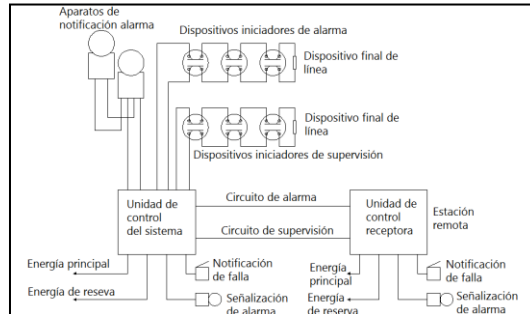 Aparatos de
notificación alarma
Dispositivos iniciadores de alarma
Dispositivo final de
línea
Dispositivo final de
línea
Dispositivos iniciadores de supervisión
Unidad de
control
del sistema
Circuito de alarma
Circuito de supervisión
Unidad de
control
receptora
Estación
remota
Energía principal
Energía de reseva
Notificación
de falla
Señalización
de alarma
Energía
principal
Energía
de reserva
Notificación
de falla
Señalización
de alarma